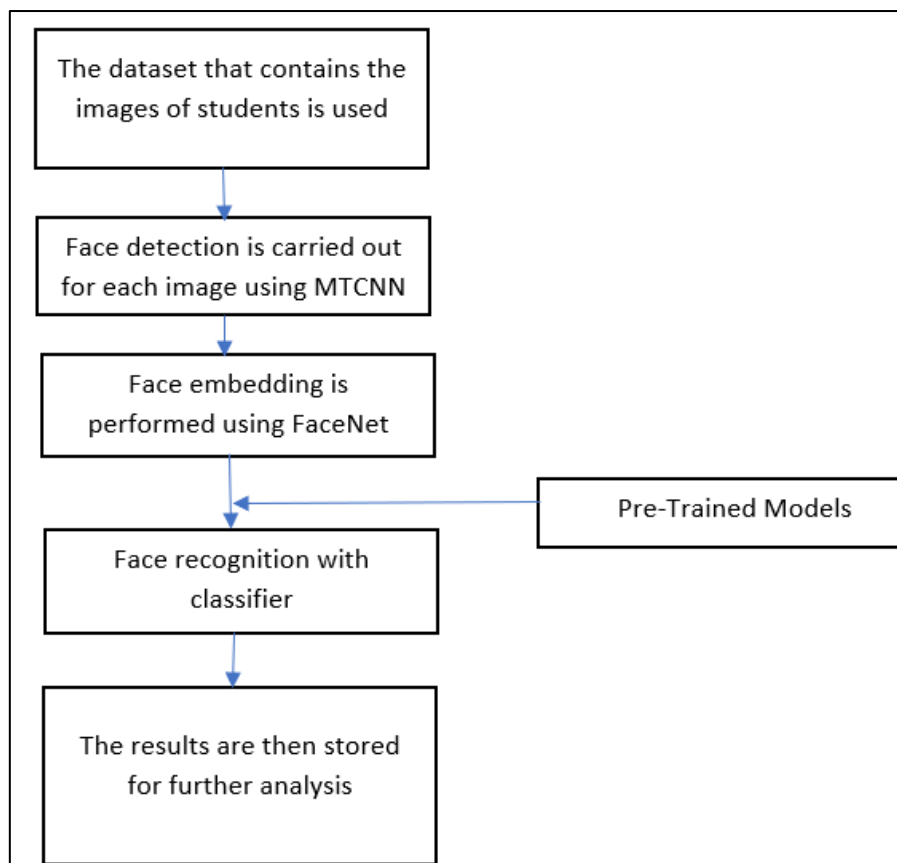 The dataset that contains the
images of students is used
Face detection is carried out
for each image using MTCNN
Face embedding is
performed using FaceNet
Pre-Trained Models
Face recognition with
classifier
The results are then stored
for further analysis